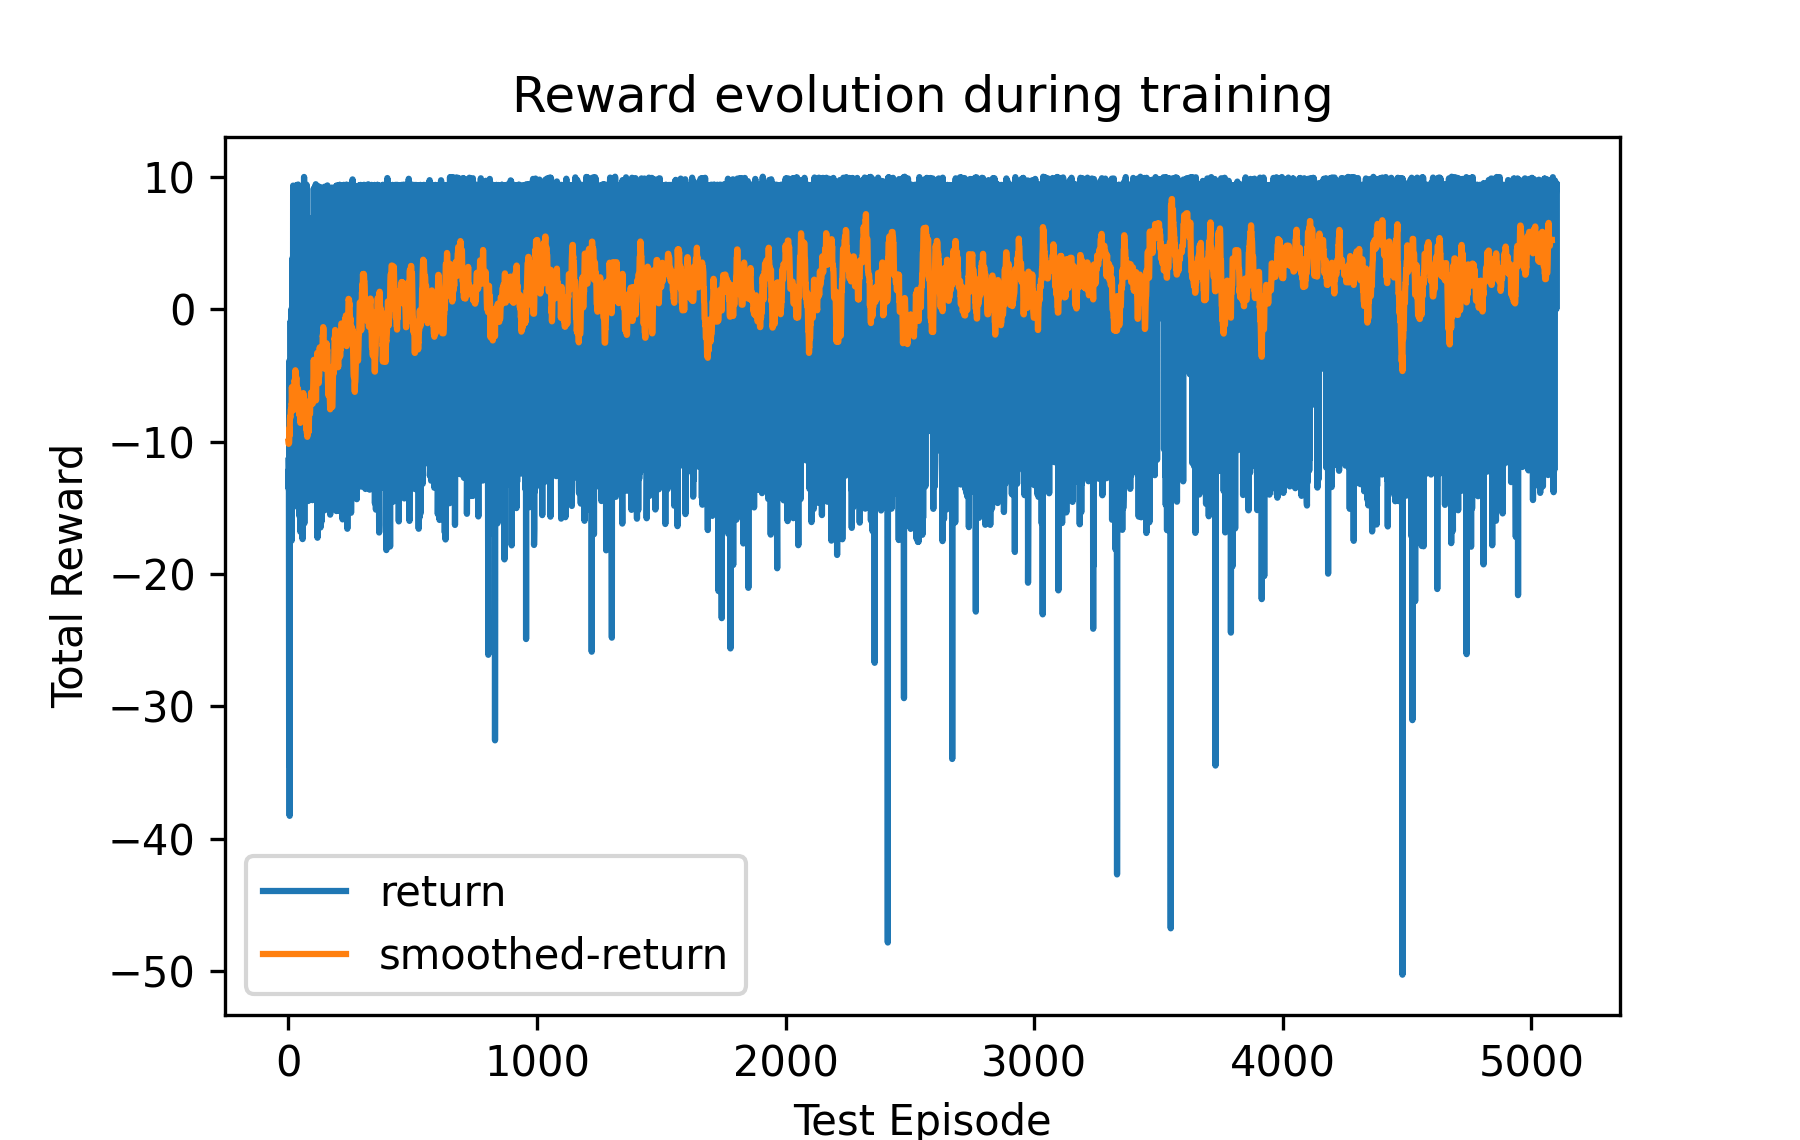 Reward evolution during training
10
0
−10
−20
−30
−40
−50
Total Reward
return
smoothed-return
0 1000 2000 3000 4000 5000
Test Episode